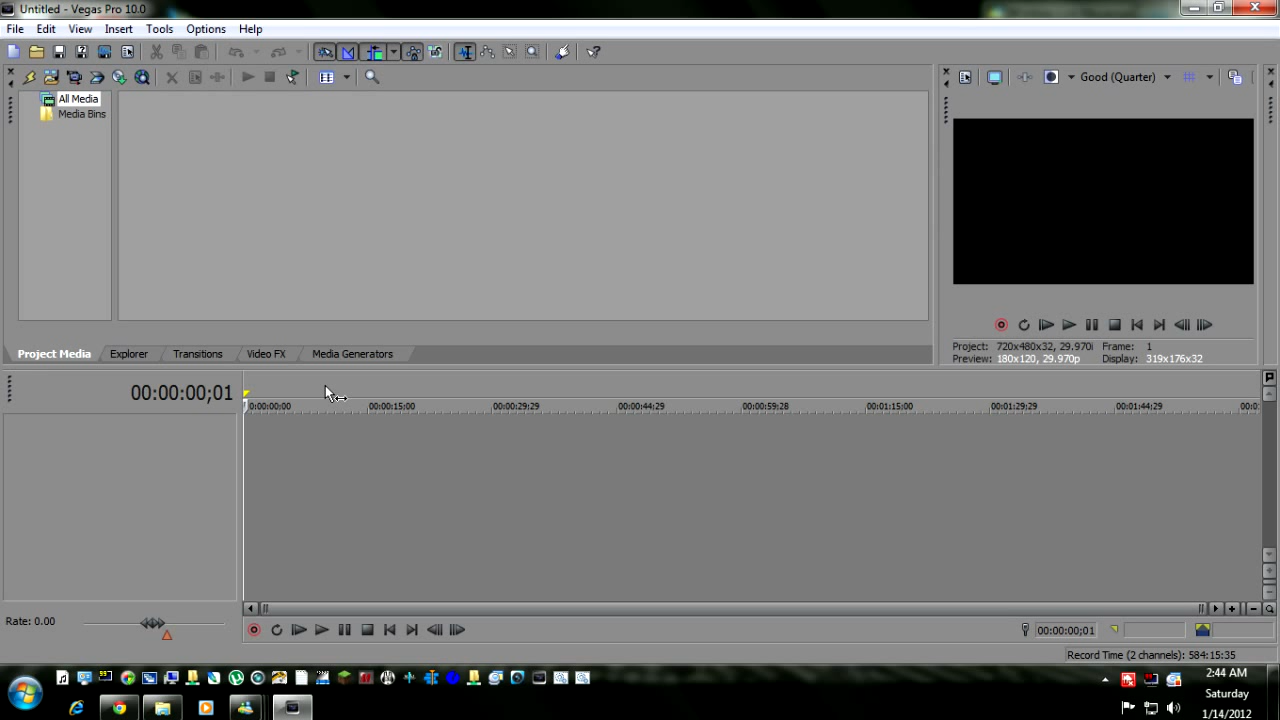 Untitled - Vegas Pro 10.0
File Edit View Insert Tools Options Help
Good (Quarter)
All Media
Media Bins
Project Media Explorer Transitions Video FX Media Generators
Project: 720x480x32, 29.970i Frame: 1
Preview: 180x120, 29.970p Display: 319x176x32
00:00:00;01
0:00:00:00 00:00:15:00 00:00:29:29 00:00:44:29 00:00:59:28 00:01:15:00 00:01:29:29 00:01:44:29 00:0
Rate: 0.00
00:00:00;01
Record Time (2 channels): 584:15:35
2:44 AM
Saturday
1/14/2012